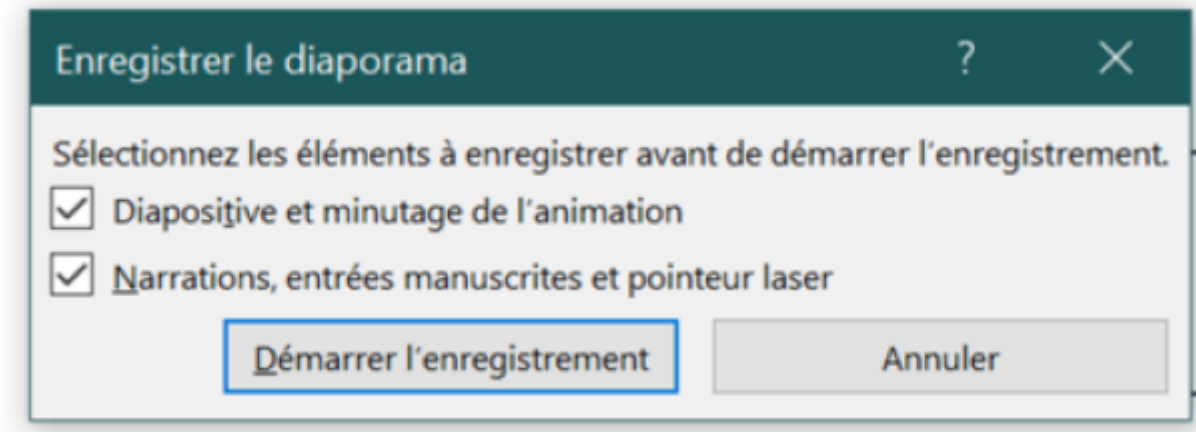 Enregistrer le diaporama ? ×
Sélectionnez les éléments à enregistrer avant de démarrer l'enregistrement.
Diapositive et minutage de l'animation
Narrations, entrées manuscrites et pointeur laser
Démarrer l'enregistrement Annuler